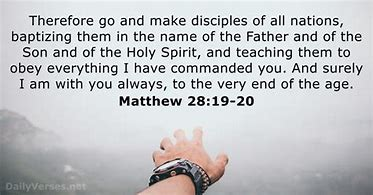 Therefore go and make disciples of all nations,
baptizing them in the name of the Father and of the
Son and of the Holy Spirit, and teaching them to
obey everything I have commanded you. And surely
I am with you always, to the very end of the age.
Matthew 28:19-20
DailyVerses.net